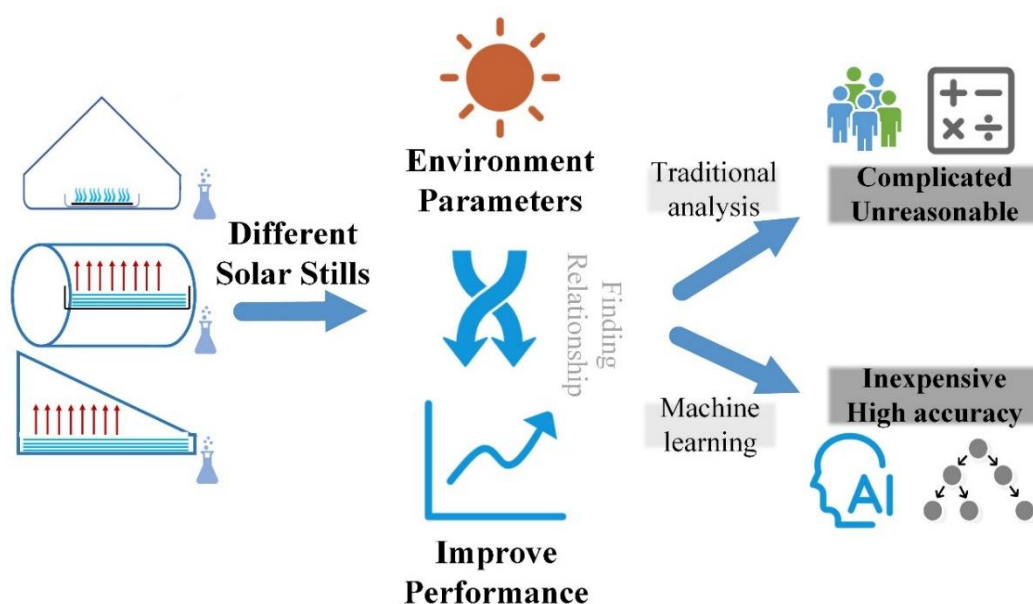 Different
Solar Stills
Environment
Parameters
Finding
Relationship
Improve
Performance
Traditional
analysis
Complicated
Unreasonable
Machine
learning
Inexpensive
High accuracy
AI